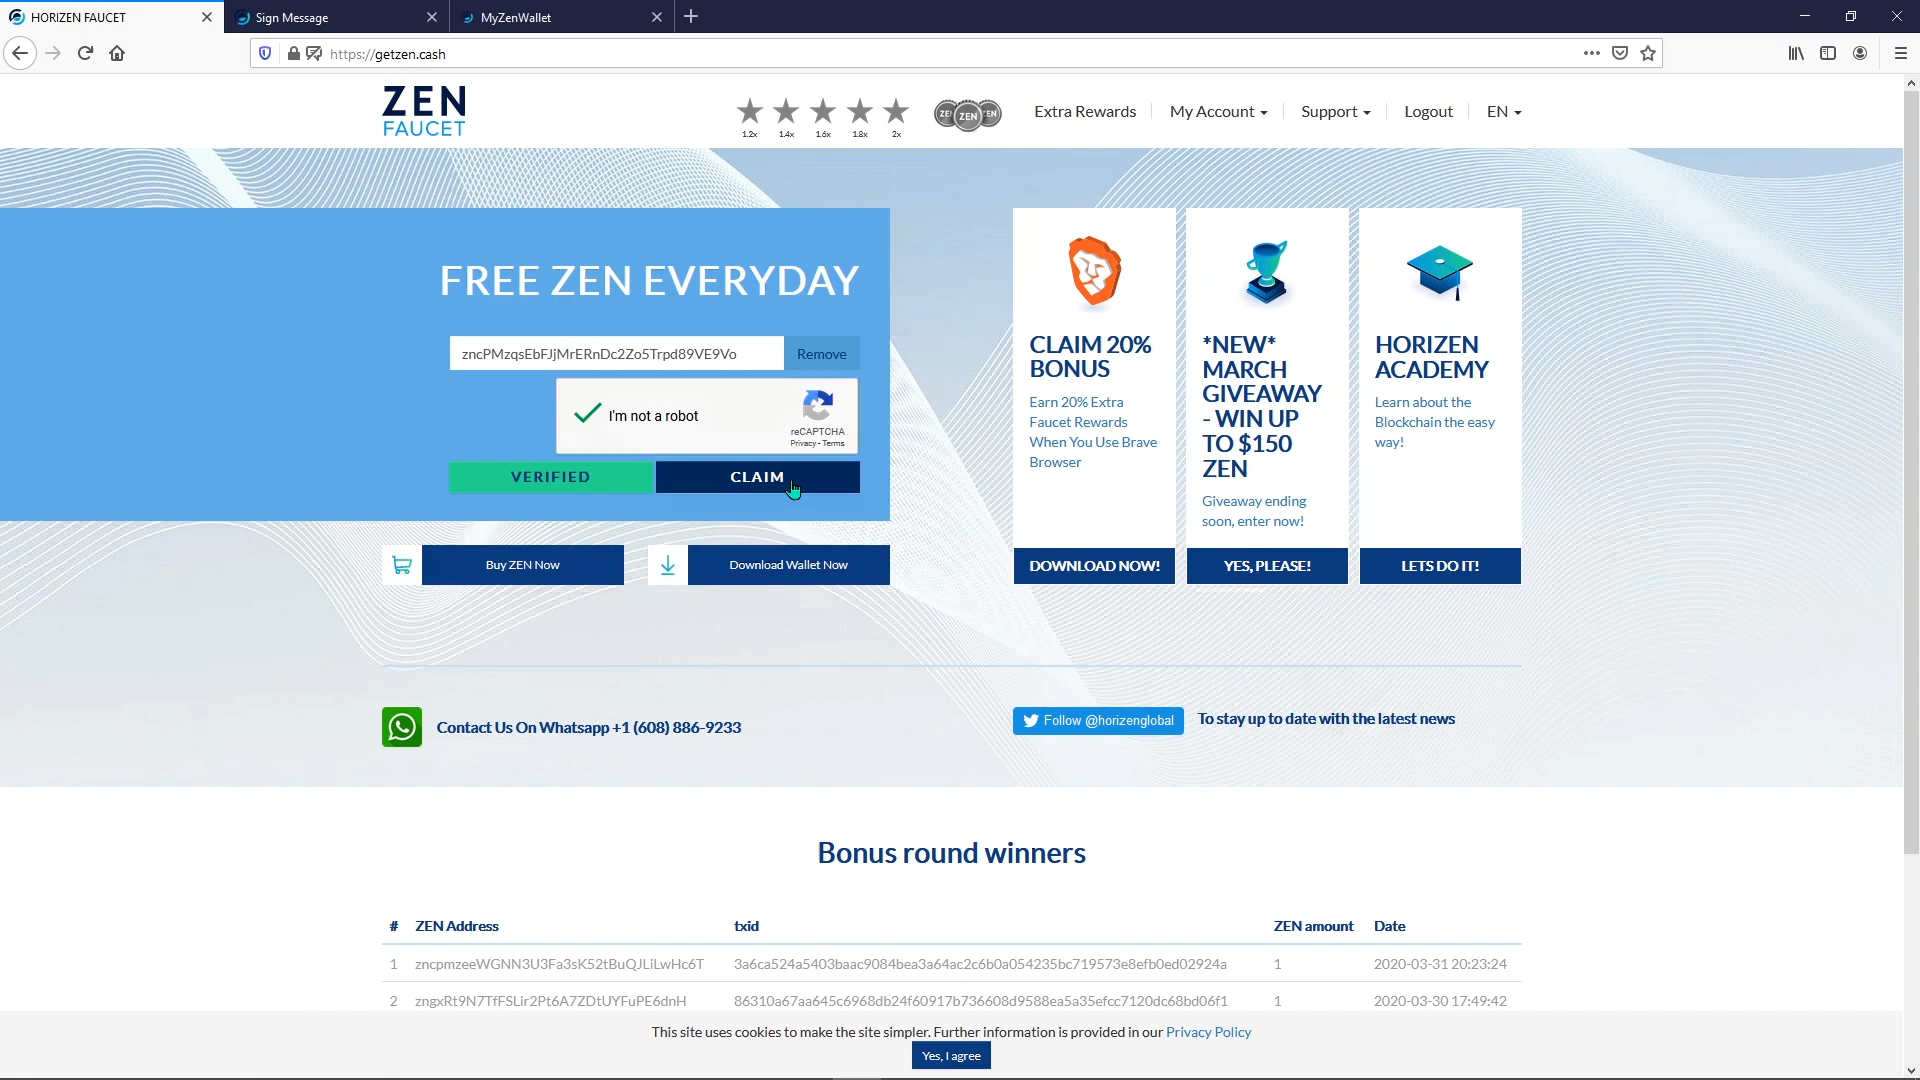 HORIZEN FAUCET
Sign Message
MyZenWallet
https://getzen.cash
ZEN
FAUCET
1.2x 1.4x 1.6x 1.8x 2x
ZEN
Extra Rewards
My Account
Support
Logout
EN
FREE ZEN EVERYDAY
zncPMzqsEbFJjMrERnDc2Zo5Trpd89VE9Vo
Remove
I'm not a robot
reCAPTCHA
Privacy - Terms
VERIFIED
CLAIM
Buy ZEN Now
Download Wallet Now
CLAIM 20%
BONUS
Earn 20% Extra
Faucet Rewards
When You Use Brave
Browser
DOWNLOAD NOW!
*NEW*
MARCH
GIVEAWAY
- WIN UP
TO $150
ZEN
Giveaway ending
soon, enter now!
YES, PLEASE!
HORIZEN
ACADEMY
Learn about the
Blockchain the easy
way!
LETS DO IT!
Contact Us On Whatsapp +1 (608) 886-9233
Follow @horizenglobal
To stay up to date with the latest news
Bonus round winners
# ZEN Address txid ZEN amount Date
1 zncpmzeeWGNN3U3Fa3sK52tBuQJLiLwHc6T 3a6ca524a5403baac9084bea3a64ac2c6b0a054235bc719573e8efb0ed02924a 1 2020-03-31 20:23:24
2 zngxRt9N7TfFSLir2Pt6A7ZDtUYFuPE6dnH 86310a67aa645c6968db24f60917b736608d9588ea5a35efcc7120dc68bd06f1 1 2020-03-30 17:49:42
This site uses cookies to make the site simpler. Further information is provided in our Privacy Policy
Yes, I agree